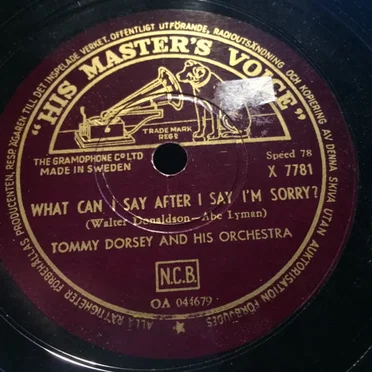 ALLA RÄTTIGHETER FÖRBEHÅLLAS PRODUCENTEN, RESP. ÄGAREN TILL DET INSPELADE VERKET. OFFENTLIGT UTFÖRANDE, RADIOUTSÄNDNING OCH KOPIERING AV DENNA SKIVA UTAN AUKTORISATION FÖRBJUDES
"HIS MASTER'S VOICE"
TRADE MARK
REGD
THE GRAMOPHONE CO LTD
MADE IN SWEDEN
Speed 78
X 7781
WHAT CAN I SAY AFTER I SAY I'M SORRY?
(Walter Donaldson—Abe Lyman)
TOMMY DORSEY AND HIS ORCHESTRA
N.C.B.
OA 044679